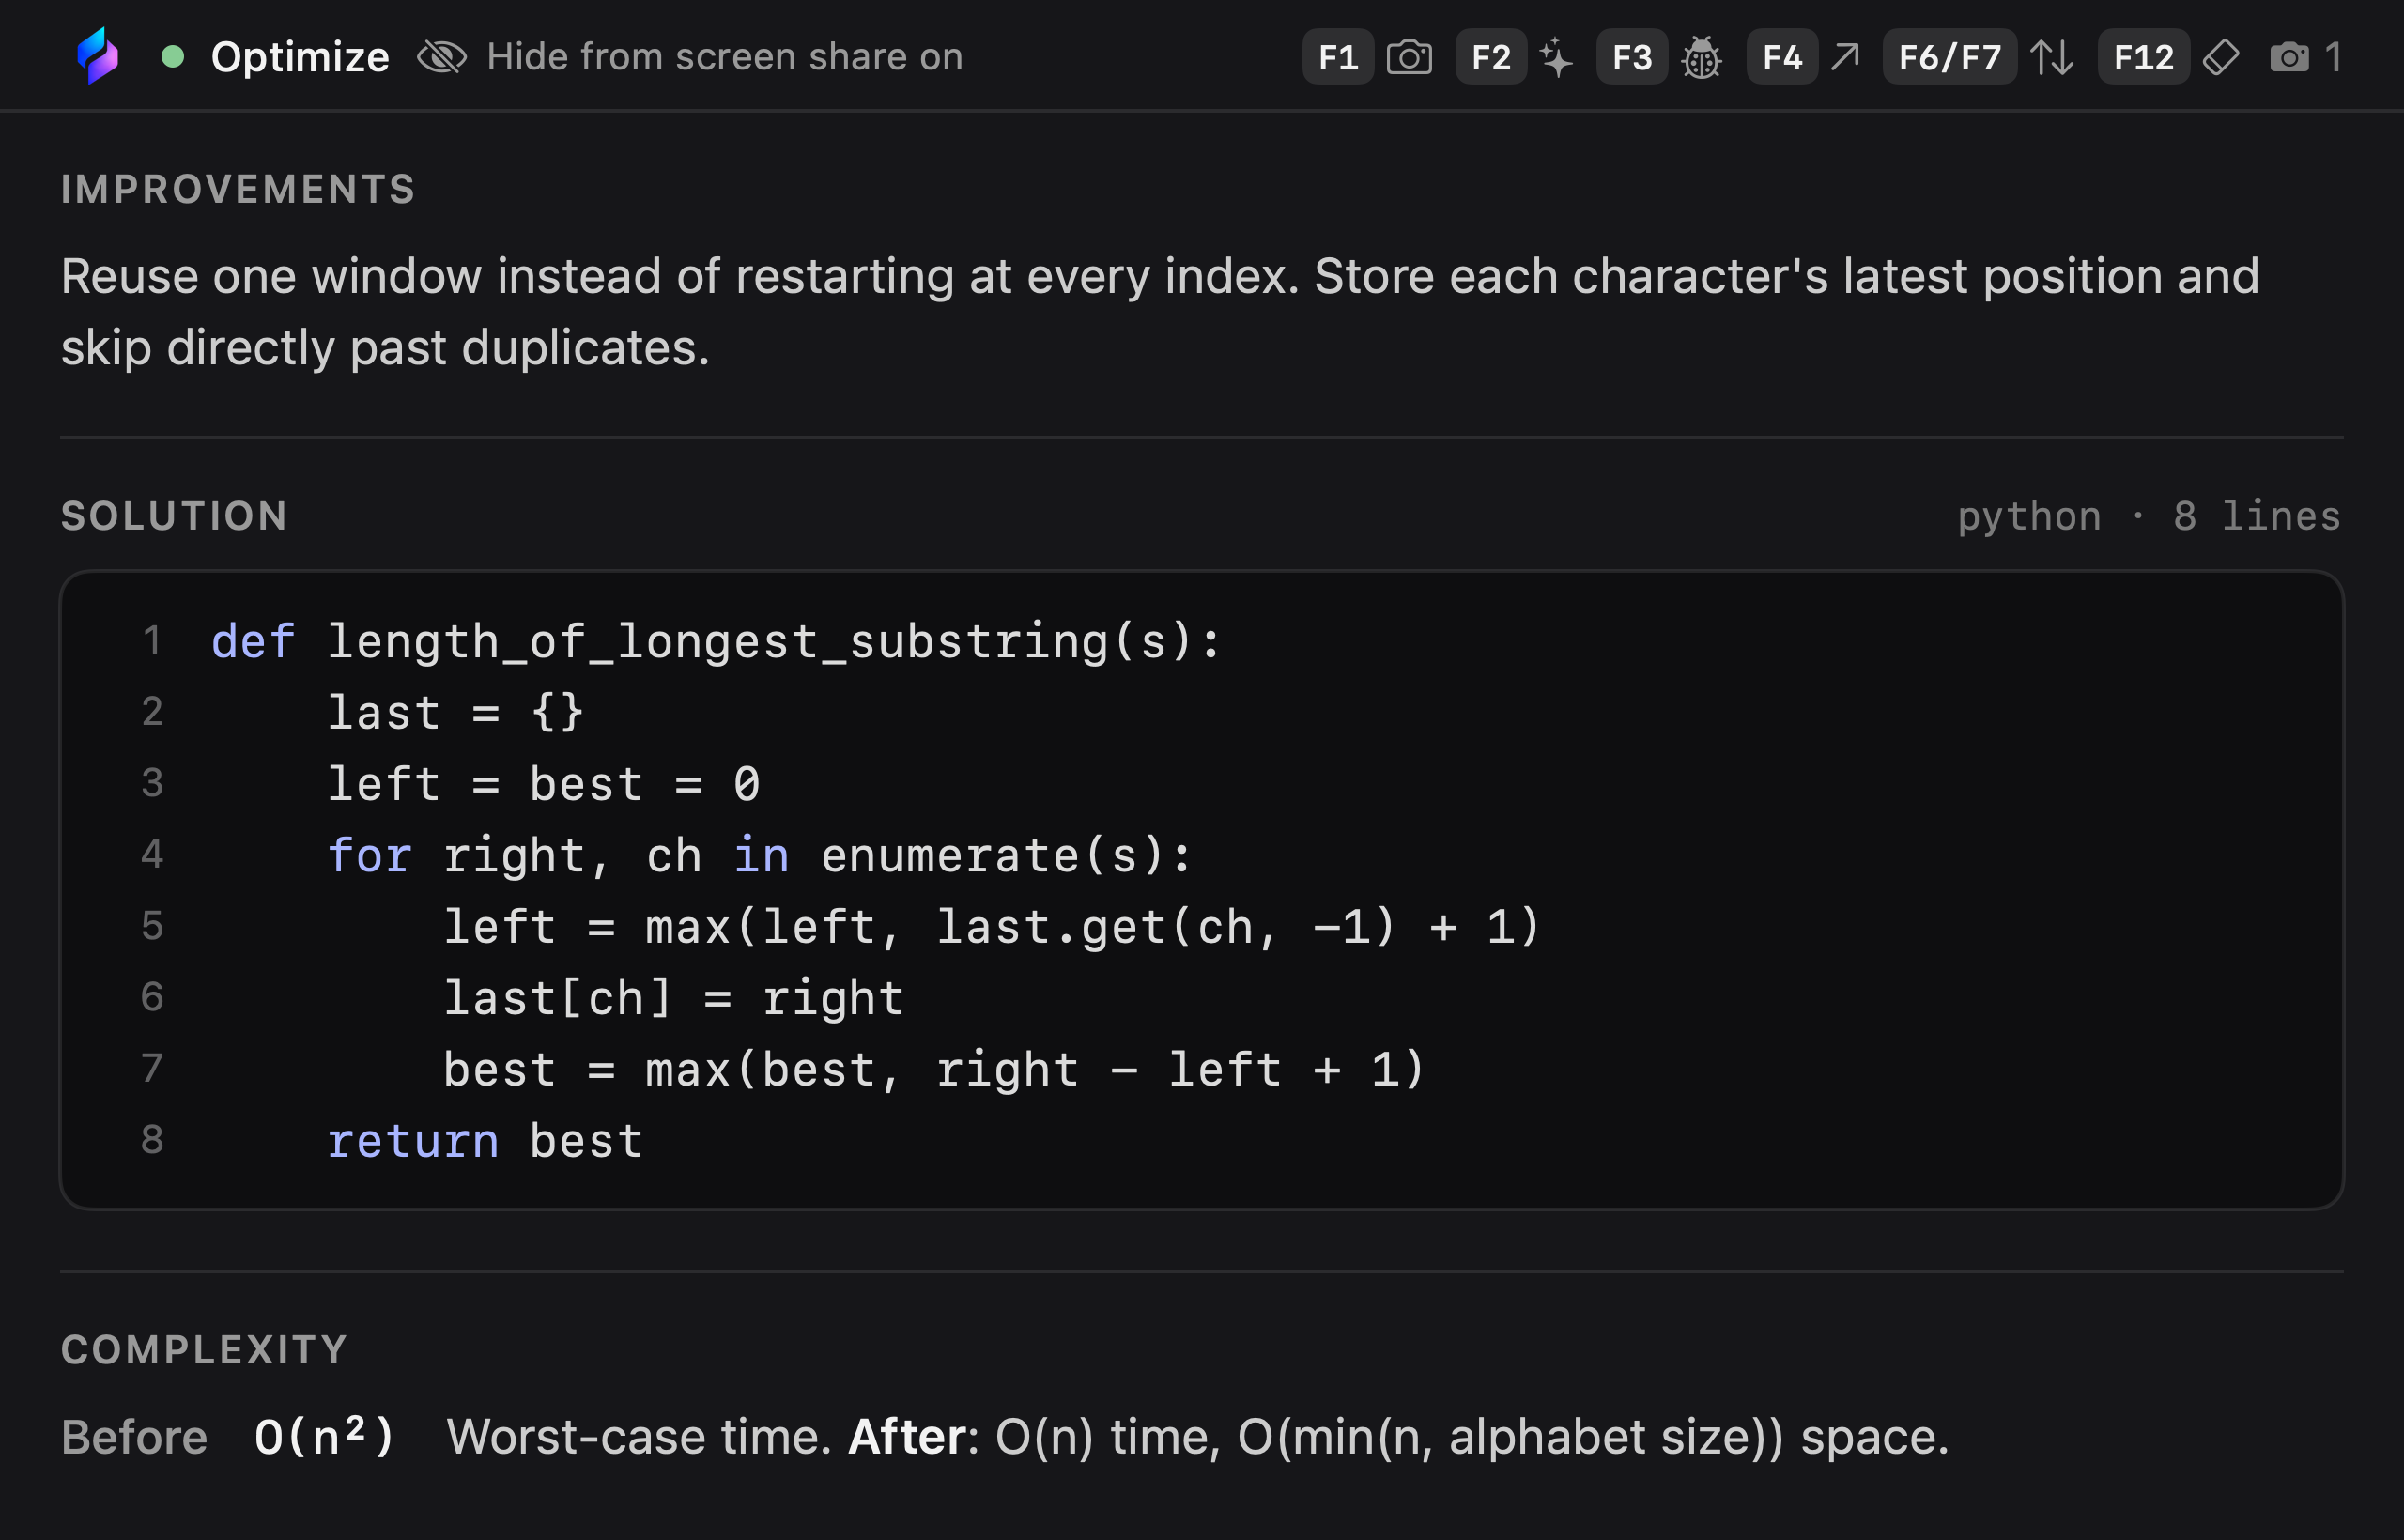 Optimize Hide from screen share on F1 F2 F3 F4 F6/F7 F12 1
IMPROVEMENTS
Reuse one window instead of restarting at every index. Store each character's latest position and
skip directly past duplicates.
SOLUTION python · 8 lines
1 def length_of_longest_substring(s):
2     last = {}
3     left = best = 0
4     for right, ch in enumerate(s):
5         left = max(left, last.get(ch, -1) + 1)
6         last[ch] = right
7         best = max(best, right - left + 1)
8     return best
COMPLEXITY
Before O(n²) Worst-case time. After: O(n) time, O(min(n, alphabet size)) space.